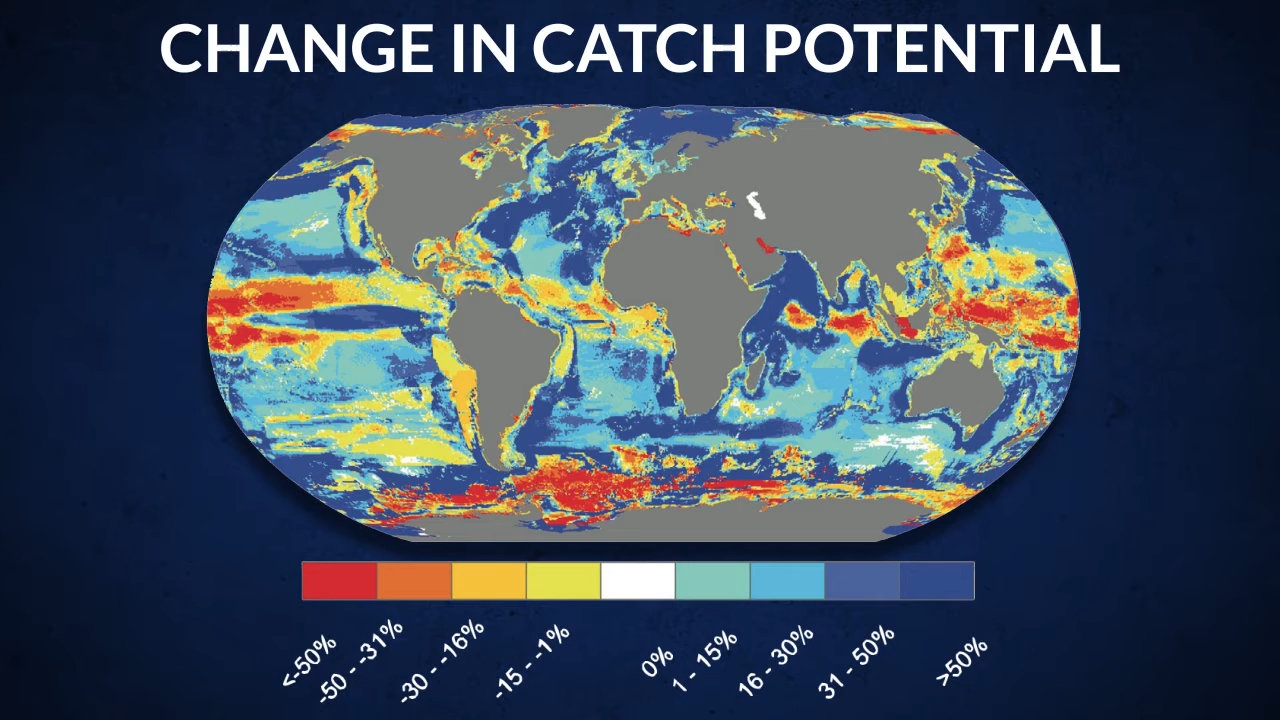 CHANGE IN CATCH POTENTIAL
<-50%
-50 - -31%
-30 - -16%
-15 - -1%
0%
1 - 15%
16 - 30%
31 - 50%
>50%